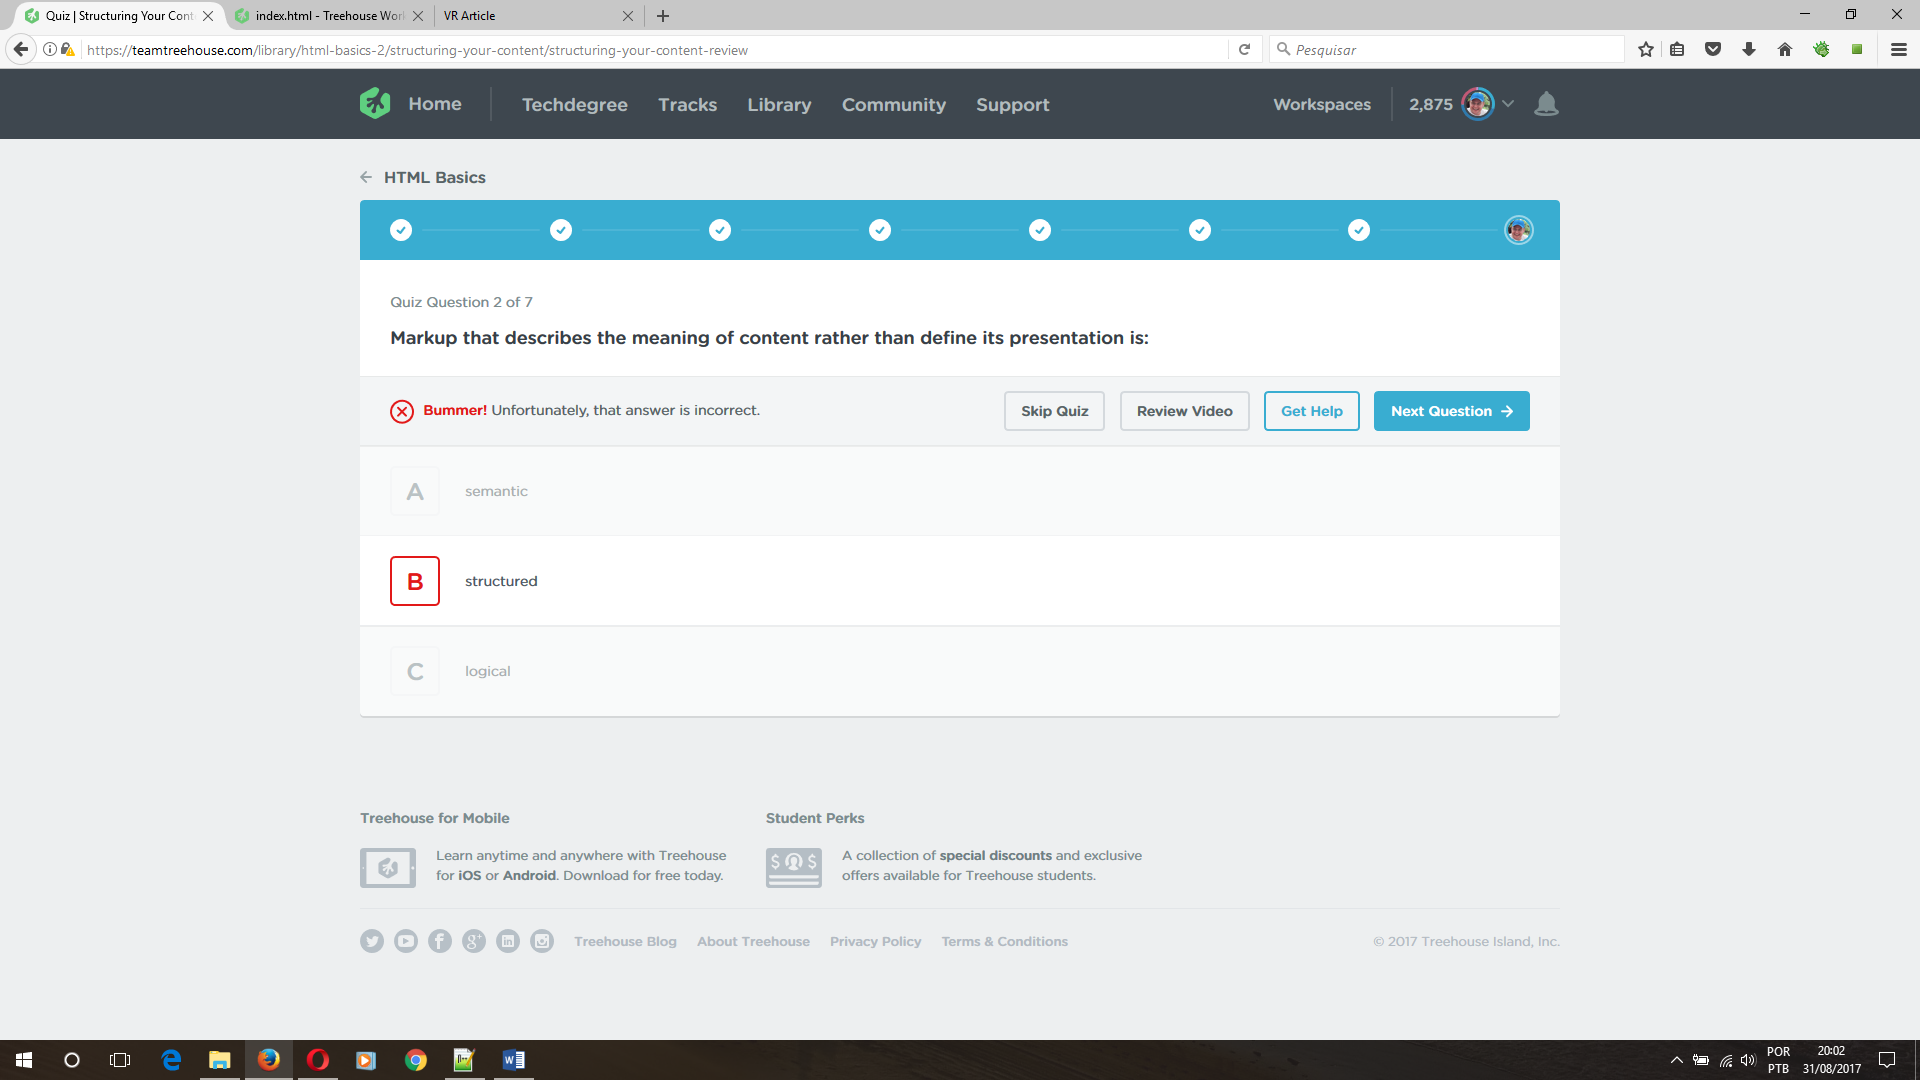 Quiz | Structuring Your Cont
index.html - Treehouse Wor
VR Article
https://teamtreehouse.com/library/html-basics-2/structuring-your-content/structuring-your-content-review
Pesquisar
Home
Techdegree
Tracks
Library
Community
Support
Workspaces
2,875
HTML Basics
Quiz Question 2 of 7
Markup that describes the meaning of content rather than define its presentation is:
Bummer! Unfortunately, that answer is incorrect.
Skip Quiz
Review Video
Get Help
Next Question →
A semantic
B structured
C logical
Treehouse for Mobile
Learn anytime and anywhere with Treehouse
for iOS or Android. Download for free today.
Student Perks
A collection of special discounts and exclusive
offers available for Treehouse students.
Treehouse Blog
About Treehouse
Privacy Policy
Terms & Conditions
© 2017 Treehouse Island, Inc.
POR
PTB
20:02
31/08/2017